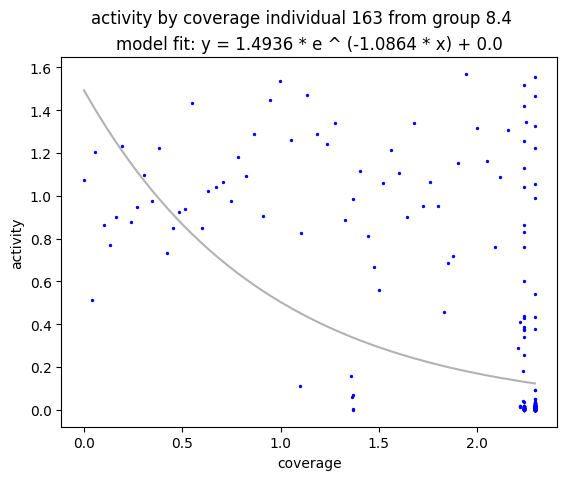 activity by coverage individual 163 from group 8.4
model fit: y = 1.4936 * e ^ (-1.0864 * x) + 0.0
1.6
1.4
1.2
1.0
0.8
0.6
0.4
0.2
0.0
activity
0.0 0.5 1.0 1.5 2.0
coverage